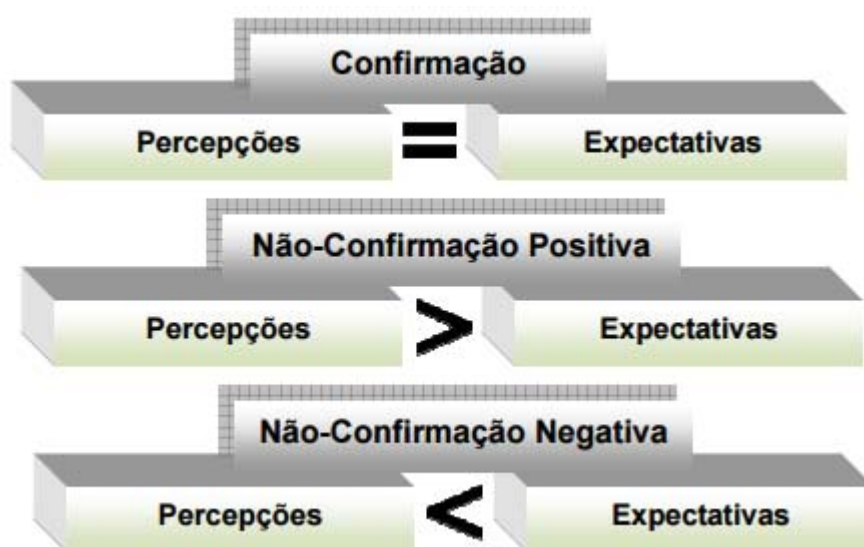 Confirmação
Percepções = Expectativas
Não-Confirmação Positiva
Percepções > Expectativas
Não-Confirmação Negativa
Percepções < Expectativas